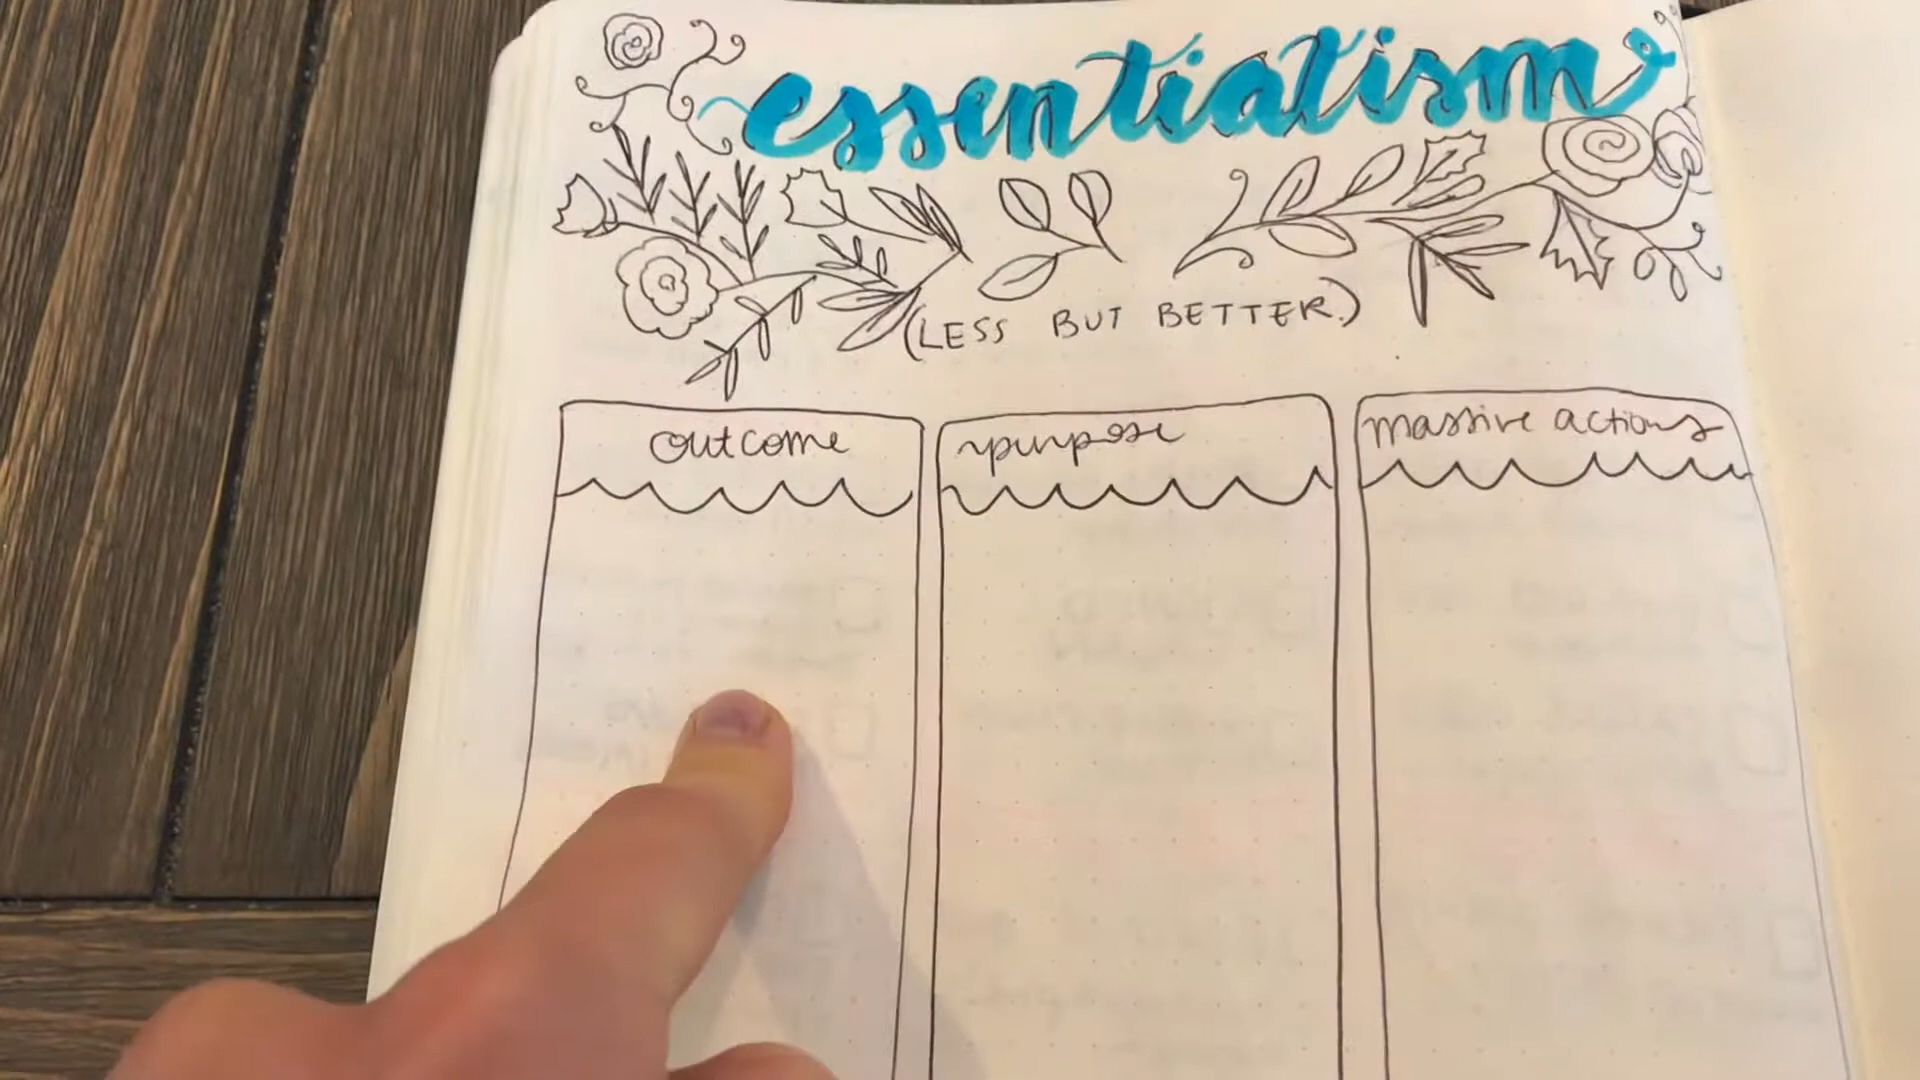 essentialism
(LESS BUT BETTER.)
outcome
purpose
massive actions